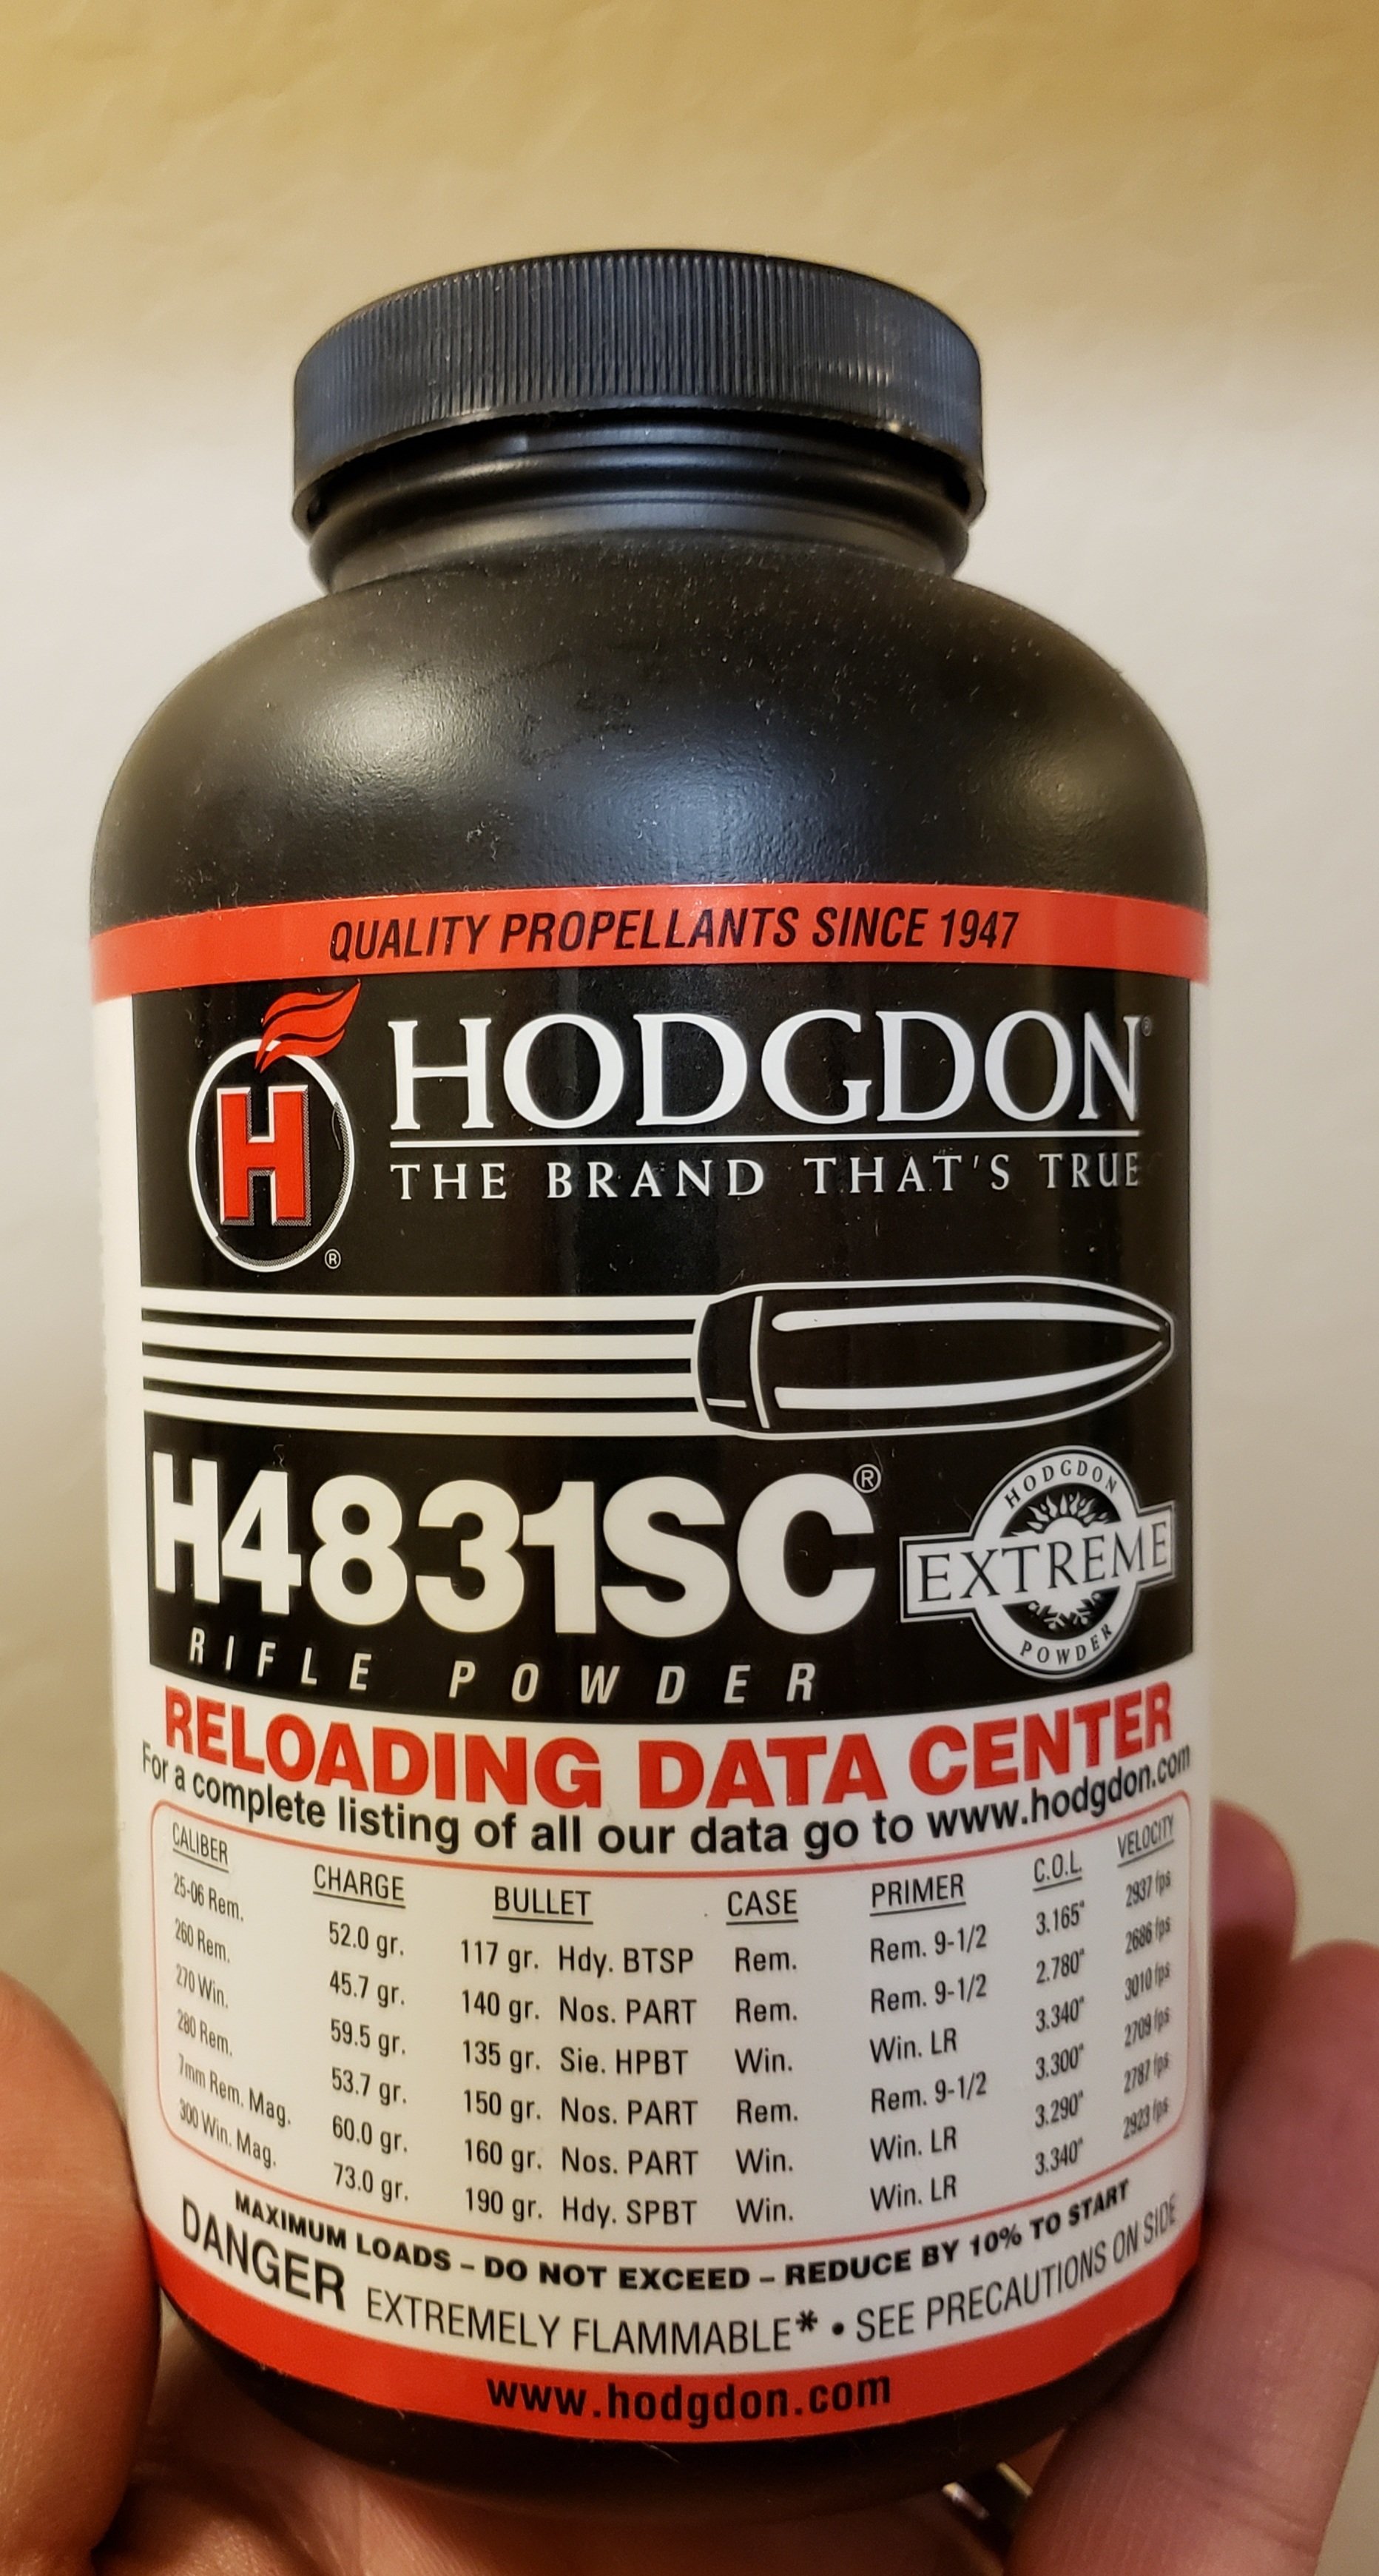 QUALITY PROPELLANTS SINCE 1947
H ®
HODGDON®
THE BRAND THAT'S TRUE
H4831SC®
RIFLE POWDER
HODGDON
EXTREME
POWDER
RELOADING DATA CENTER
For a complete listing of all our data go to www.hodgdon.com
CALIBER CHARGE BULLET CASE PRIMER C.O.L. VELOCITY
25-06 Rem. 52.0 gr. 117 gr. Hdy. BTSP Rem. Rem. 9-1/2 3.165" 2937 fps
260 Rem. 45.7 gr. 140 gr. Nos. PART Rem. Rem. 9-1/2 2.780" 2686 fps
270 Win. 59.5 gr. 135 gr. Sie. HPBT Win. Win. LR 3.340" 3010 fps
280 Rem. 53.7 gr. 150 gr. Nos. PART Rem. Rem. 9-1/2 3.300" 2709 fps
7mm Rem. Mag. 60.0 gr. 160 gr. Nos. PART Win. Win. LR 3.290" 2787 fps
300 Win. Mag. 73.0 gr. 190 gr. Hdy. SPBT Win. Win. LR 3.340" 2923 fps
MAXIMUM LOADS – DO NOT EXCEED – REDUCE BY 10% TO START
DANGER EXTREMELY FLAMMABLE* • SEE PRECAUTIONS ON SIDE
www.hodgdon.com